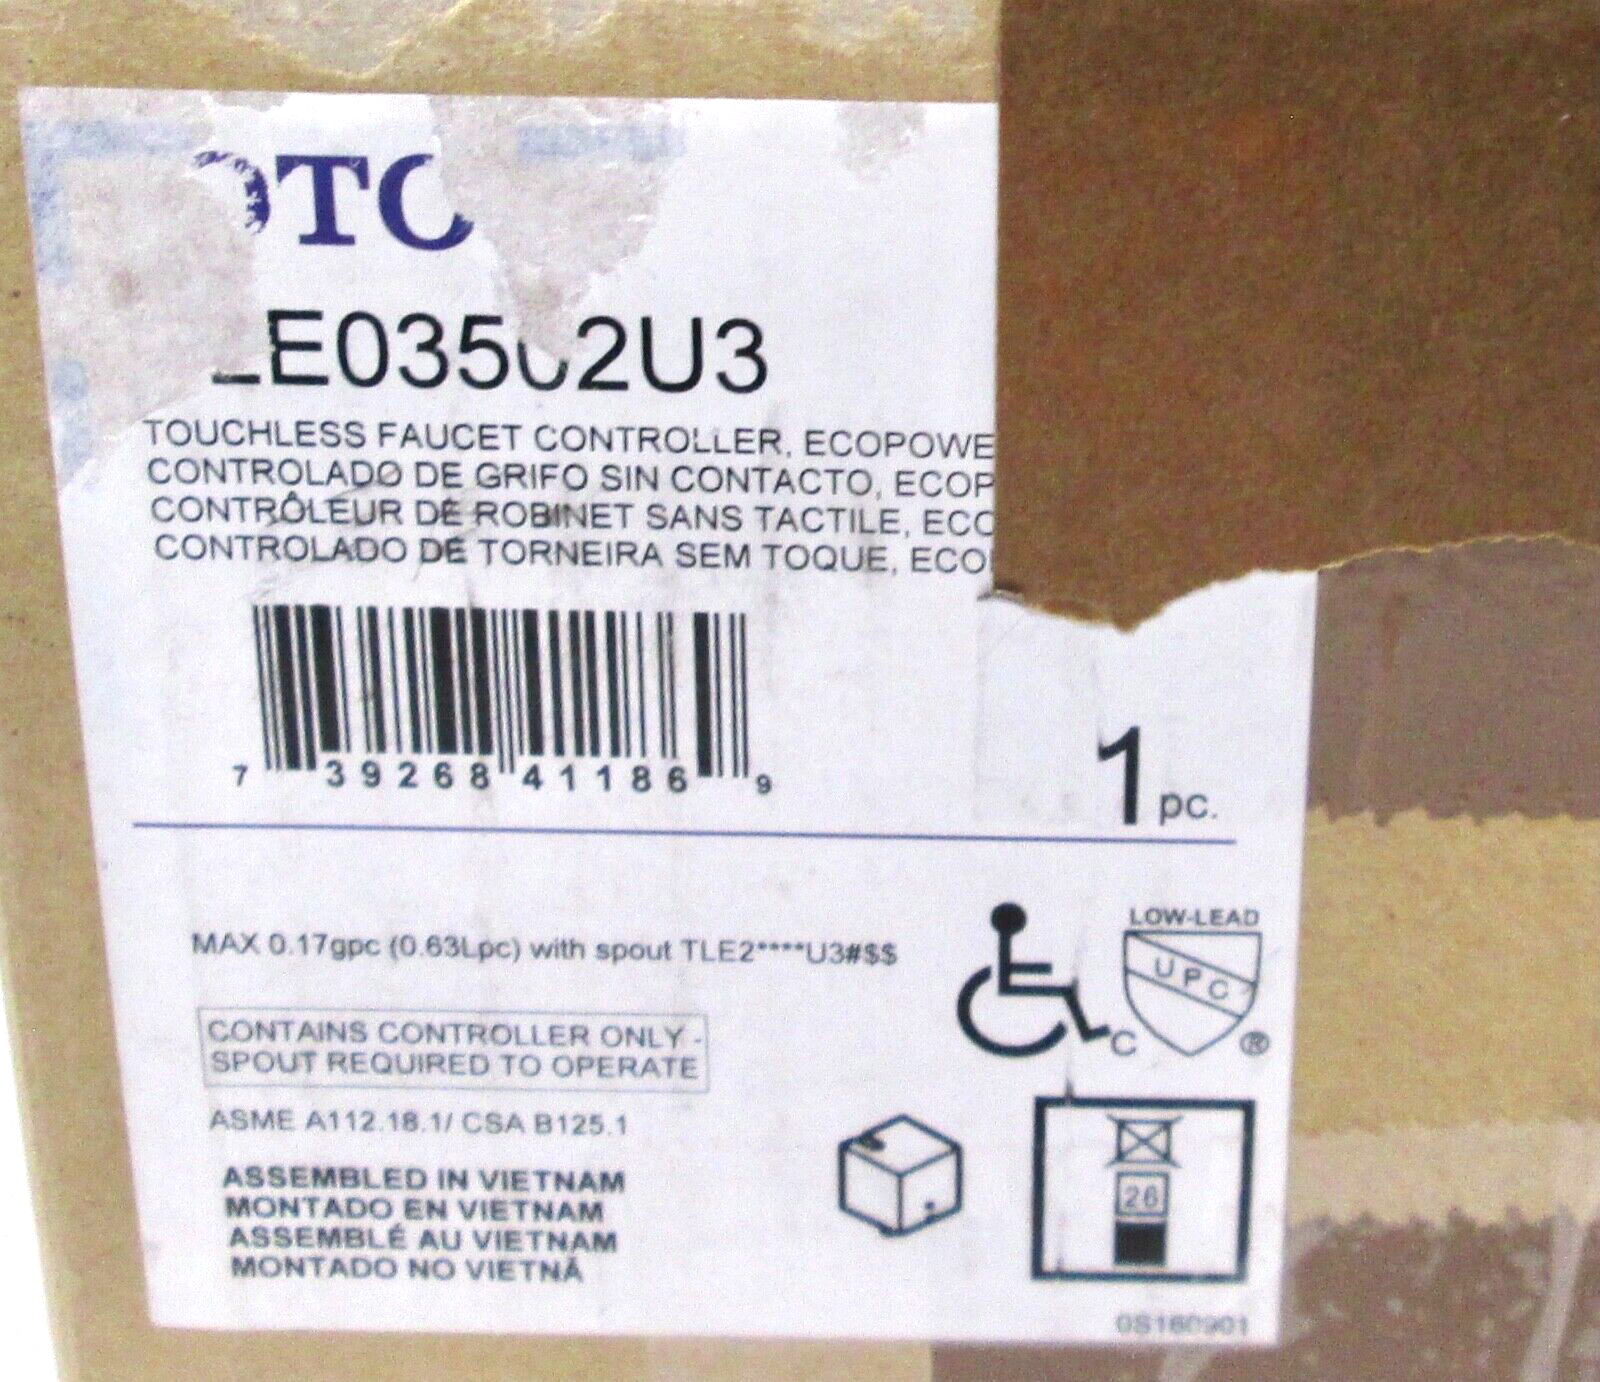 OTO
LE03502U3
TOUCHLESS FAUCET CONTROLLER, ECOPOWE
CONTROLADO DE GRIFO SIN CONTACTO, ECOP
CONTRÔLEUR DE ROBINET SANS TACTILE, ECO
CONTROLADO DE TORNEIRA SEM TOQUE, ECO
7 39268 41186 9
1 pc.
MAX 0.17gpc (0.63Lpc) with spout TLE2****U3#$$
LOW-LEAD
UPC
C ®
CONTAINS CONTROLLER ONLY -
SPOUT REQUIRED TO OPERATE
ASME A112.18.1/ CSA B125.1
ASSEMBLED IN VIETNAM
MONTADO EN VIETNAM
ASSEMBLÉ AU VIETNAM
MONTADO NO VIETNÃ
26
0S180901